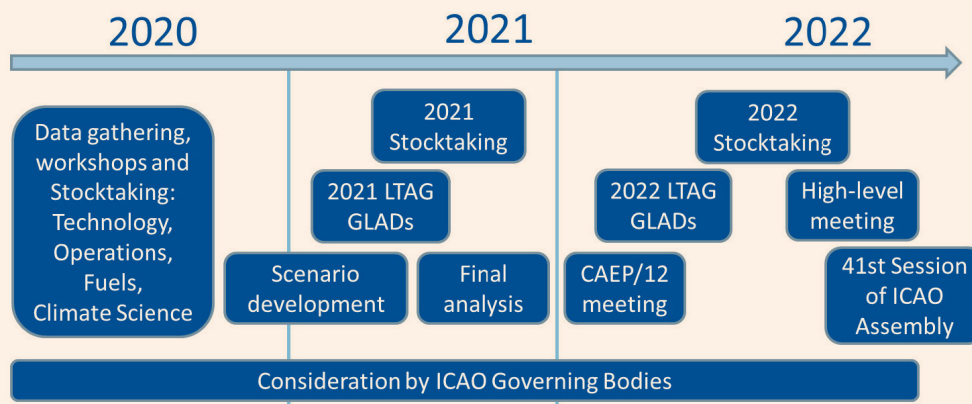 2020
2021
2022
Data gathering,
workshops and
Stocktaking:
Technology,
Operations,
Fuels,
Climate Science
2021
Stocktaking
2021 LTAG
GLADs
Scenario
development
Final
analysis
2022
Stocktaking
2022 LTAG
GLADs
High-level
meeting
CAEP/12
meeting
41st Session
of ICAO
Assembly
Consideration by ICAO Governing Bodies